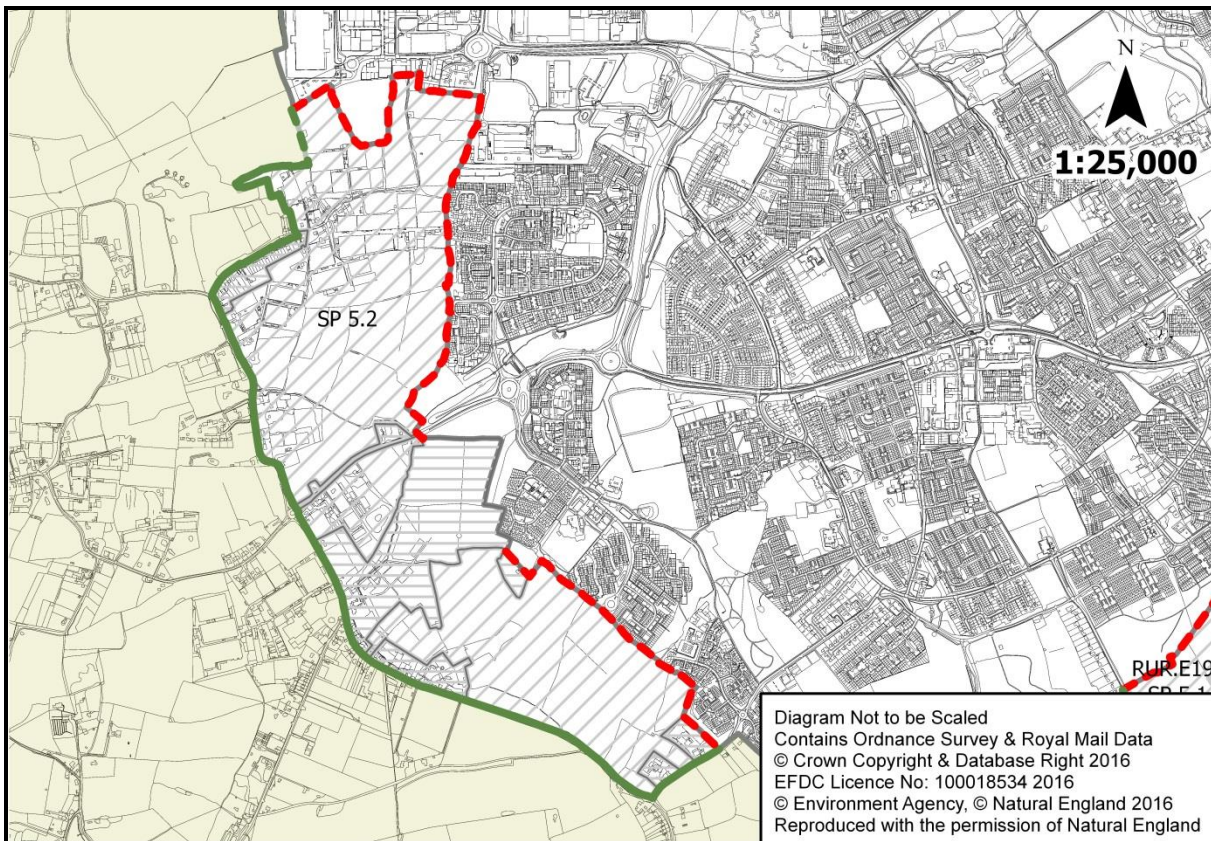 N
1:25,000
SP 5.2
RUR.E19
Diagram Not to be Scaled
Contains Ordnance Survey & Royal Mail Data
© Crown Copyright & Database Right 2016
EFDC Licence No: 100018534 2016
© Environment Agency, © Natural England 2016
Reproduced with the permission of Natural England